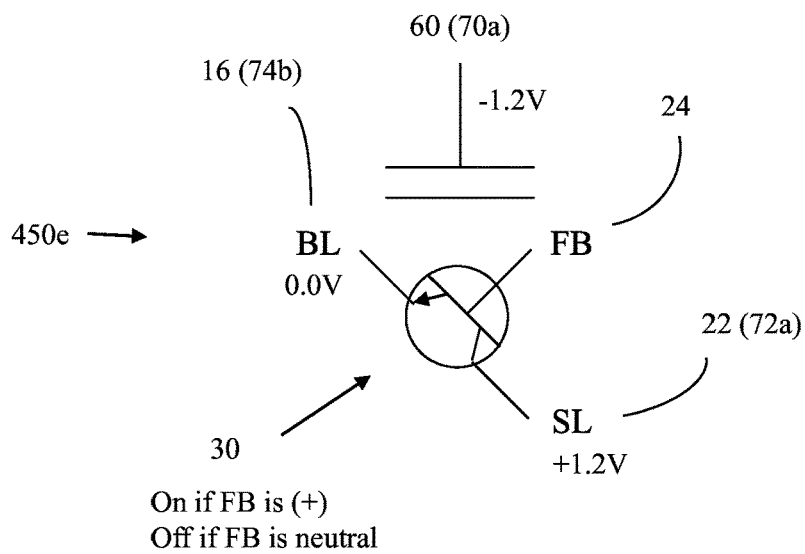 60 (70a)
16 (74b)
-1.2V
24
450e
BL
FB
0.0V
22 (72a)
SL
30
+1.2V
On if FB is (+)
Off if FB is neutral